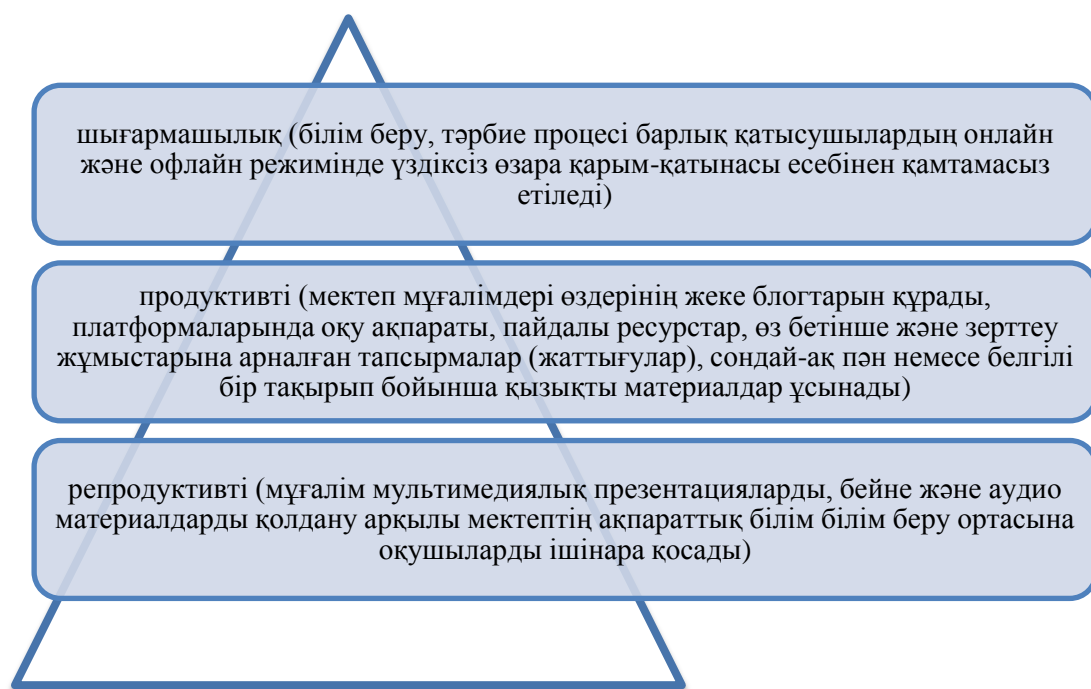 шығармашылық (білім беру, тәрбие процесі барлық қатысушылардың онлайн
және офлайн режимінде үздіксіз өзара қарым-қатынасы есебінен қамтамасыз
етіледі)
продуктивті (мектеп мұғалімдері өздерінің жеке блогтарын құрады,
платформаларында оқу ақпараты, пайдалы ресурстар, өз бетінше және зерттеу
жұмыстарына арналған тапсырмалар (жаттығулар), сондай-ақ пән немесе белгілі
бір тақырып бойынша қызықты материалдар ұсынады)
репродуктивті (мұғалім мультимедиялық презентацияларды, бейне және аудио
материалдарды қолдану арқылы мектептің ақпараттық білім білім беру ортасына
оқушыларды ішінара қосады)